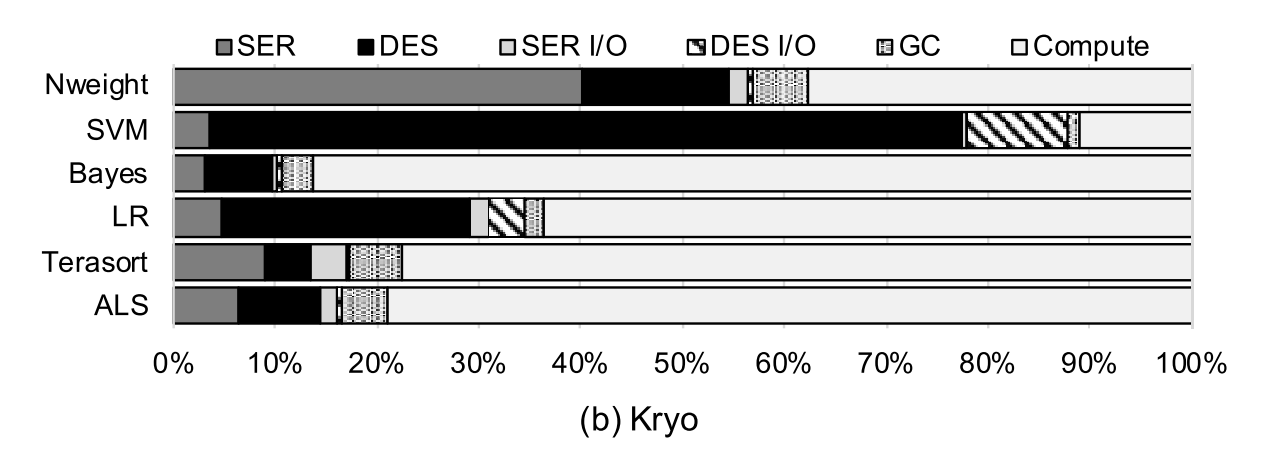 SER DES SER I/O DES I/O GC Compute
Nweight
SVM
Bayes
LR
Terasort
ALS
0% 10% 20% 30% 40% 50% 60% 70% 80% 90% 100%
(b) Kryo